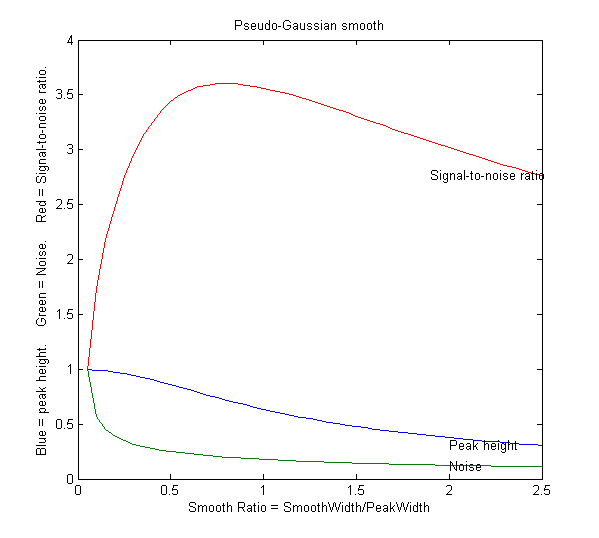 Pseudo-Gaussian smooth
Blue = peak height.    Green = Noise.    Red = Signal-to-noise ratio.
4
3.5
3
2.5
2
1.5
1
0.5
0
Signal-to-noise ratio
Peak height
Noise
0
0.5
1
1.5
2
2.5
Smooth Ratio = SmoothWidth/PeakWidth